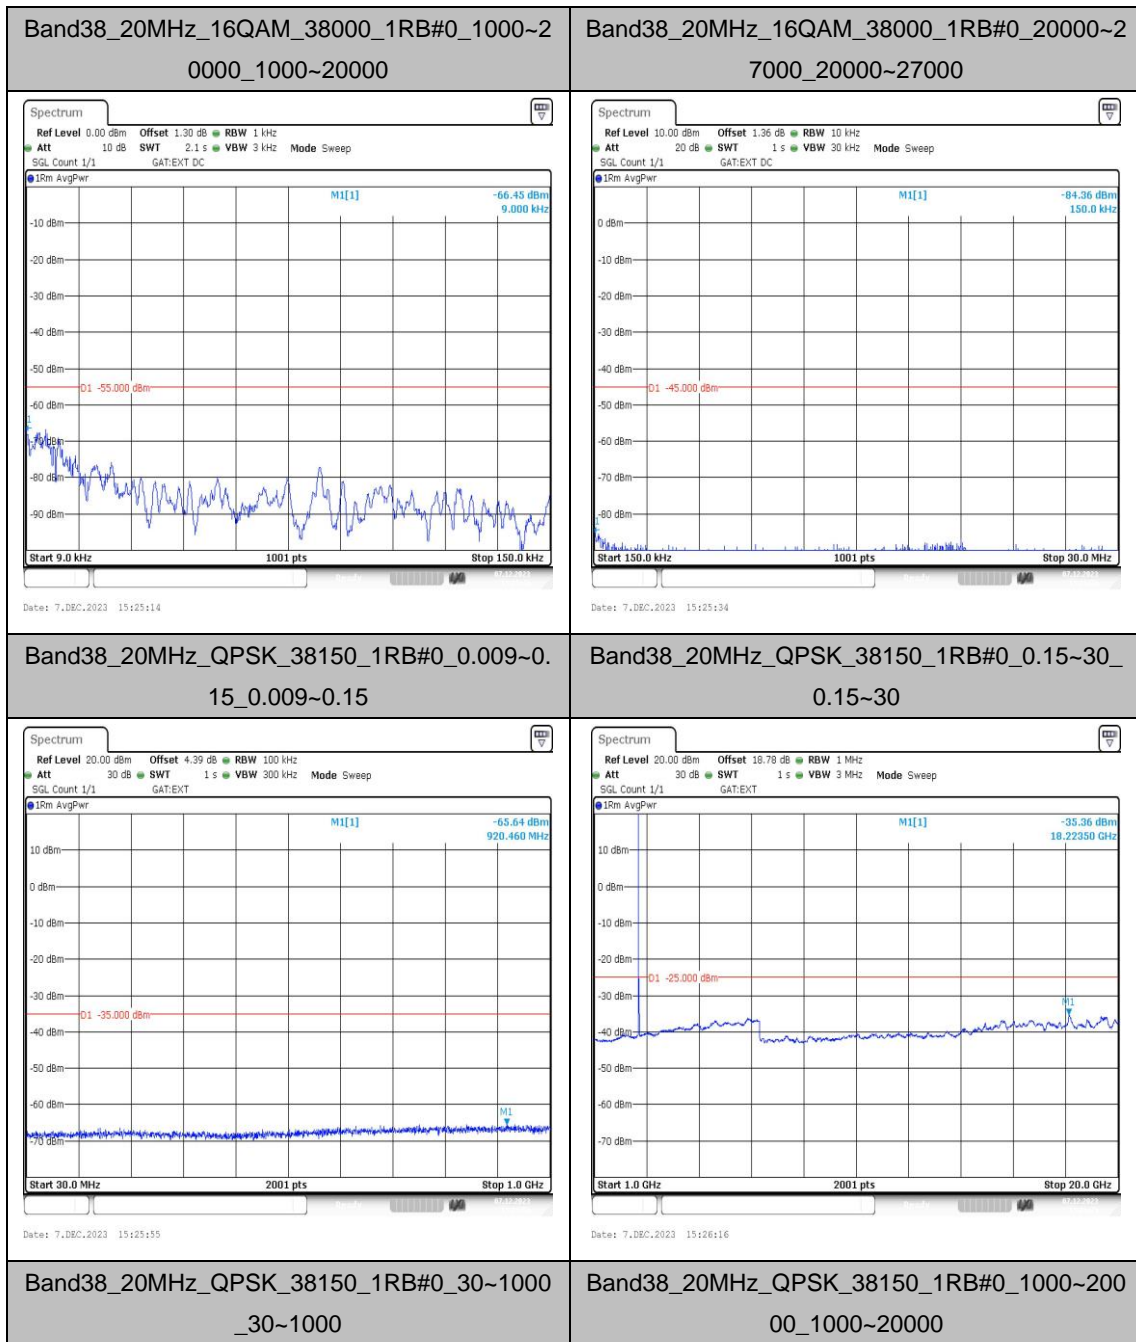 Band38_20MHz_16QAM_38000_1RB#0_1000~2
0000_1000~20000
Band38_20MHz_16QAM_38000_1RB#0_20000~2
7000_20000~27000
Spectrum
Ref Level 0.00 dBm Offset 1.30 dB RBW 1 kHz
Att 10 dB SWT 2.1 s VBW 3 kHz Mode Sweep
SGL Count 1/1 GAT:EXT DC
1Rm AvgPwr
M1[1] -66.45 dBm
9.000 kHz
-10 dBm
-20 dBm
-30 dBm
-40 dBm
-50 dBm
D1 -55.000 dBm
-60 dBm
1
-70 dBm
-80 dBm
-90 dBm
Start 9.0 kHz 1001 pts Stop 150.0 kHz
Date: 7.DEC.2023 15:25:14
Spectrum
Ref Level 10.00 dBm Offset 1.36 dB RBW 10 kHz
Att 20 dB SWT 1 s VBW 30 kHz Mode Sweep
SGL Count 1/1 GAT:EXT DC
1Rm AvgPwr
M1[1] -84.36 dBm
150.0 kHz
0 dBm
-10 dBm
-20 dBm
-30 dBm
-40 dBm
D1 -45.000 dBm
-50 dBm
-60 dBm
-70 dBm
-80 dBm
1
Start 150.0 kHz 1001 pts Stop 30.0 MHz
Date: 7.DEC.2023 15:25:34
Band38_20MHz_QPSK_38150_1RB#0_0.009~0.
15_0.009~0.15
Band38_20MHz_QPSK_38150_1RB#0_0.15~30_
0.15~30
Spectrum
Ref Level 20.00 dBm Offset 4.39 dB RBW 100 kHz
Att 30 dB SWT 1 s VBW 300 kHz Mode Sweep
SGL Count 1/1 GAT:EXT
1Rm AvgPwr
M1[1] -65.64 dBm
920.460 MHz
10 dBm
0 dBm
-10 dBm
-20 dBm
-30 dBm
D1 -35.000 dBm
-40 dBm
-50 dBm
-60 dBm
M1
-70 dBm
Start 30.0 MHz 2001 pts Stop 1.0 GHz
Date: 7.DEC.2023 15:25:55
Spectrum
Ref Level 20.00 dBm Offset 18.78 dB RBW 1 MHz
Att 30 dB SWT 1 s VBW 3 MHz Mode Sweep
SGL Count 1/1 GAT:EXT
1Rm AvgPwr
M1[1] -35.36 dBm
18.22350 GHz
10 dBm
0 dBm
-10 dBm
-20 dBm
D1 -25.000 dBm
-30 dBm
M1
-40 dBm
-50 dBm
-60 dBm
-70 dBm
Start 1.0 GHz 2001 pts Stop 20.0 GHz
Date: 7.DEC.2023 15:26:16
Band38_20MHz_QPSK_38150_1RB#0_30~1000
_30~1000
Band38_20MHz_QPSK_38150_1RB#0_1000~200
00_1000~20000